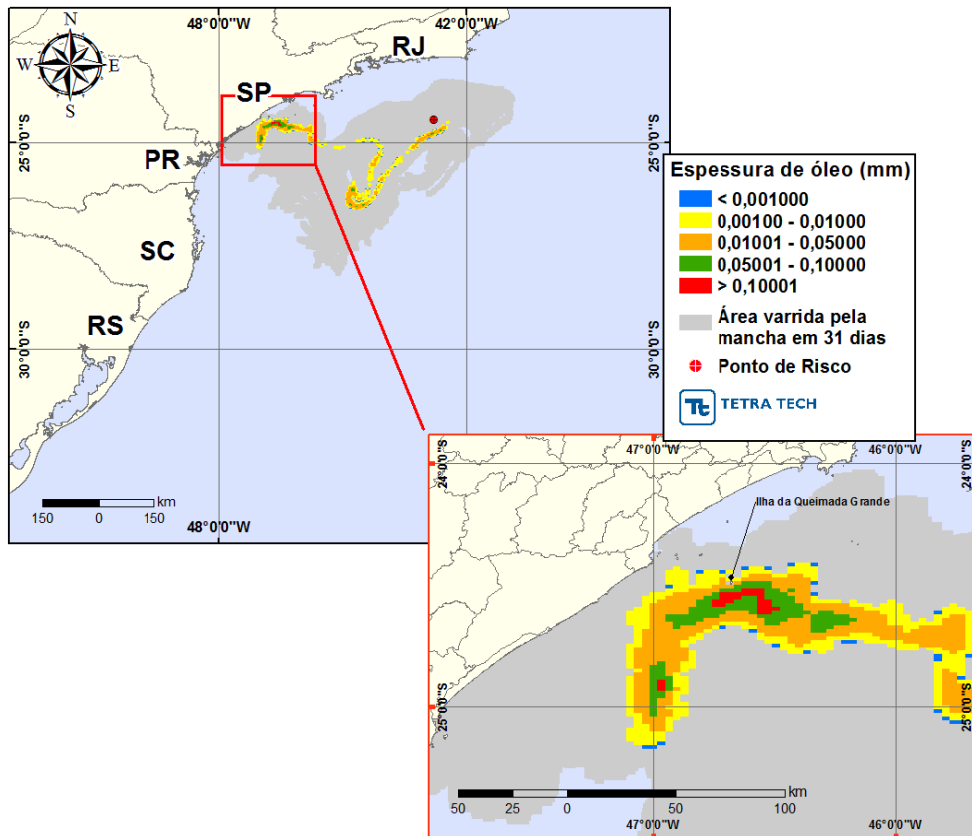 48°0'0"W
42°0'0"W
N
W
E
S
RJ
SP
25°0'0"S
25°0'0"S
PR
SC
RS
30°0'0"S
30°0'0"S
150 0 150 km
48°0'0"W
Espessura de óleo (mm)
< 0,001000
0,00100 - 0,01000
0,01001 - 0,05000
0,05001 - 0,10000
> 0,10001
Área varrida pela
mancha em 31 dias
Ponto de Risco
Tt TETRA TECH
47°0'0"W
46°0'0"W
24°0'0"S
24°0'0"S
Ilha da Queimada Grande
25°0'0"S
25°0'0"S
50 25 0 50 100 km
47°0'0"W
46°0'0"W